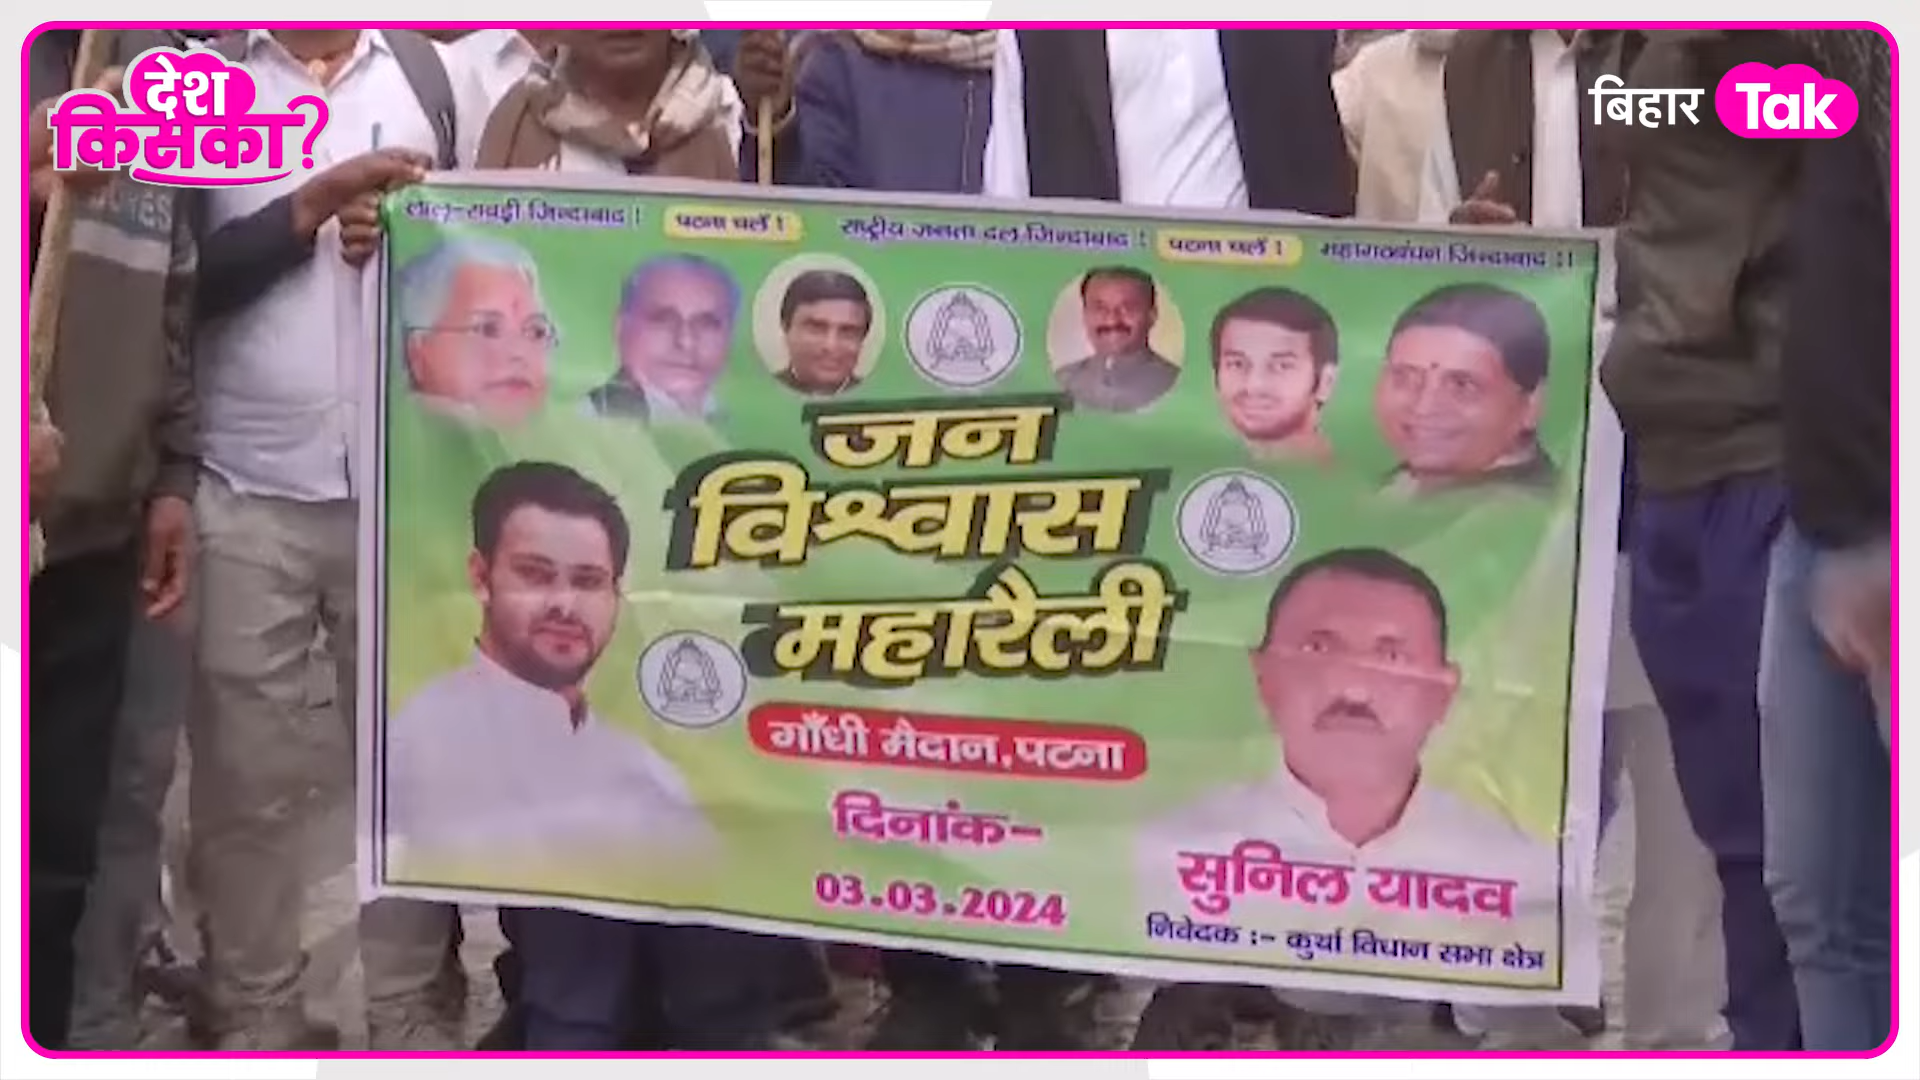 देश
किसका?
बिहार Tak
लालू-रावड़ी जिन्दाबाद !
पटना चलें !
राष्ट्रीय जनता दल जिन्दाबाद !
पटना चलें !
महागठबंधन जिन्दाबाद !!
जन
विश्वास
महारैली
गाँधी मैदान, पटना
दिनांक-
03.03.2024
सुनिल यादव
निवेदक :- कुर्था विधान सभा क्षेत्र